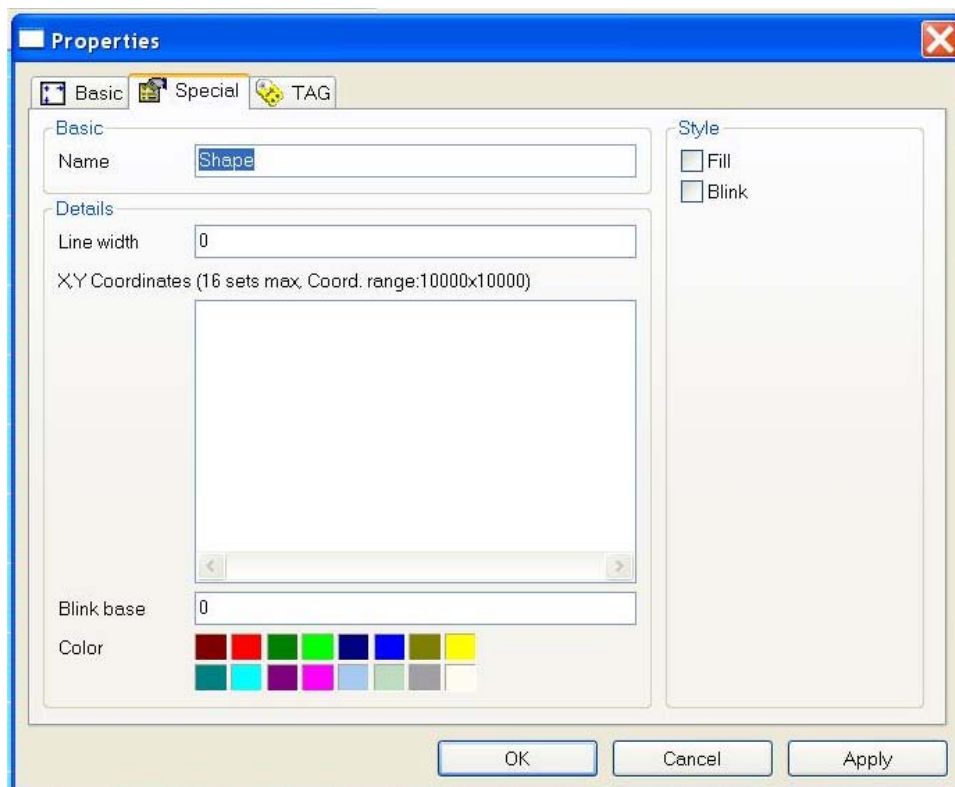 Properties
Basic Special TAG
Basic
Name Shape
Details
Line width 0
X,Y Coordinates (16 sets max, Coord. range:10000x10000)
Blink base 0
Color
Style
Fill
Blink
OK Cancel Apply